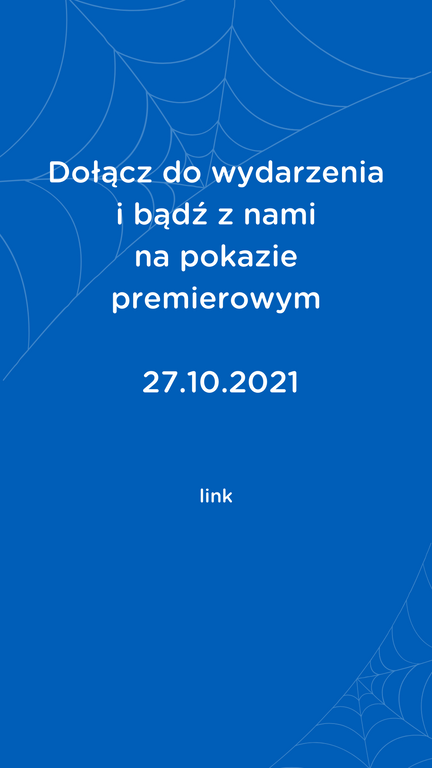 Dołącz do wydarzenia
i bądź z nami
na pokazie
premierowym
27.10.2021
link